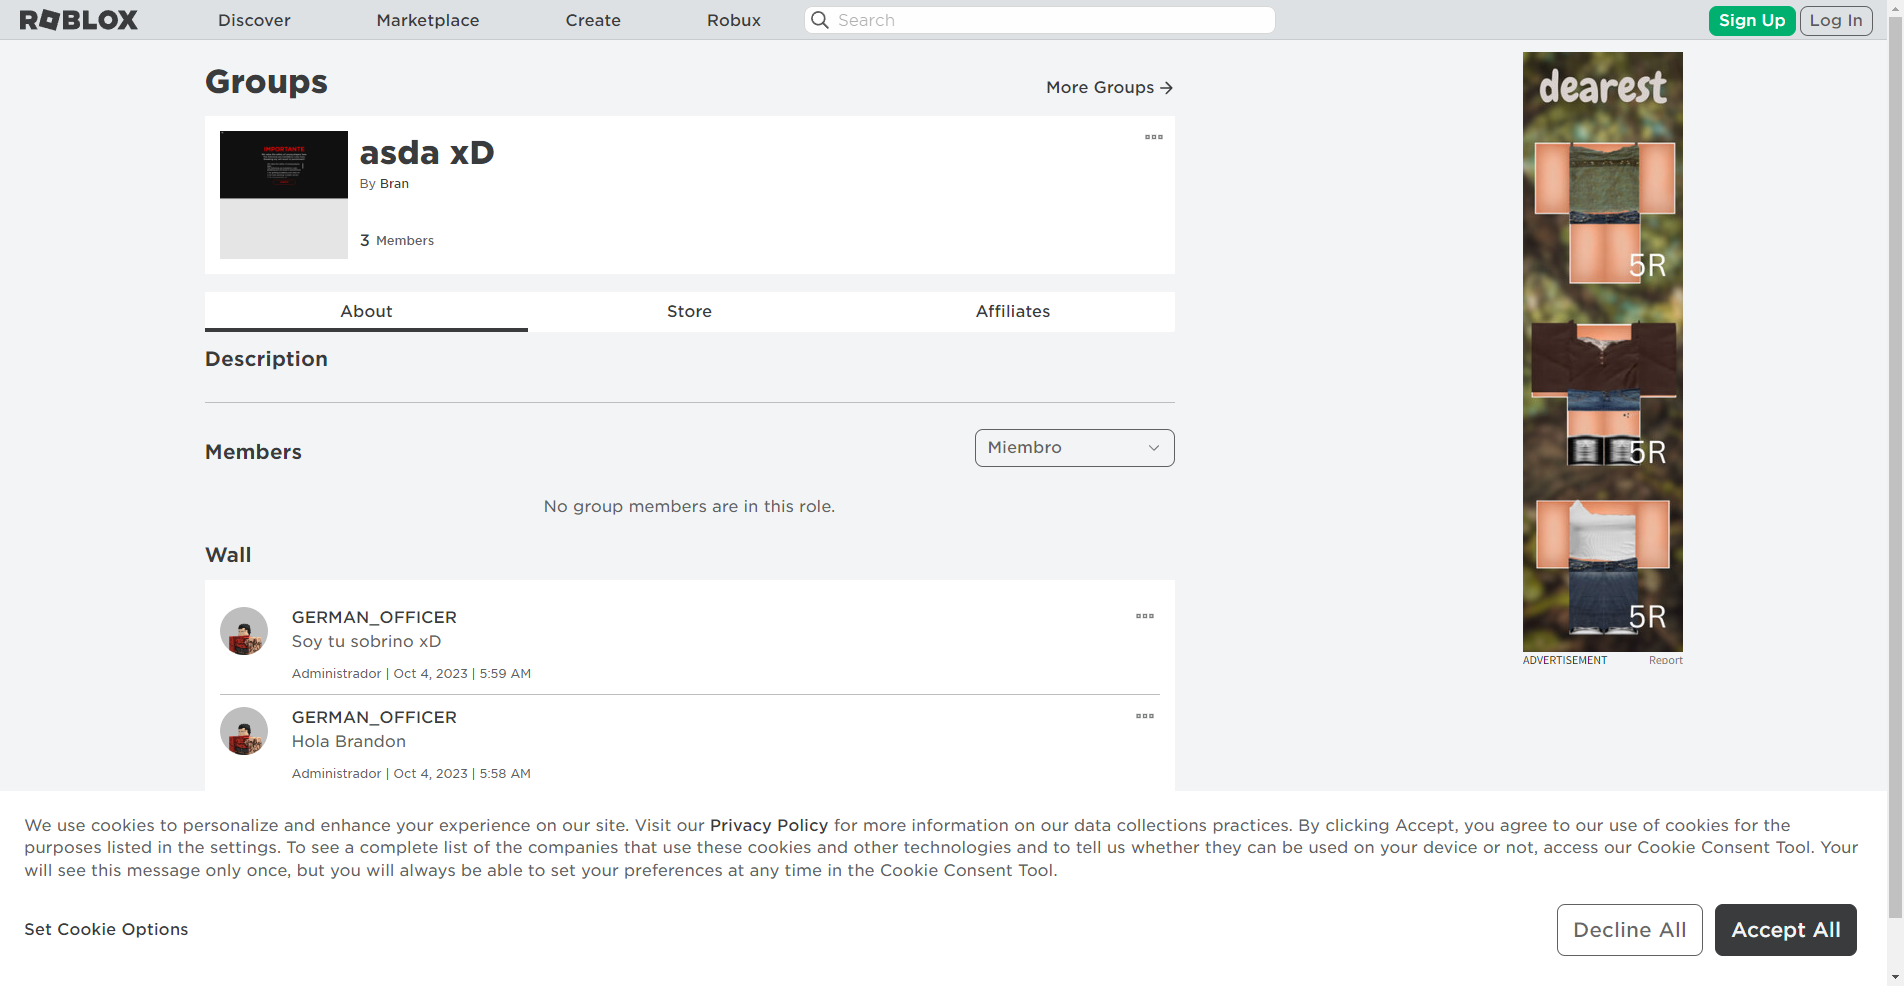 ROBLOX
Discover
Marketplace
Create
Robux
Search
Sign Up
Log In
Groups
More Groups
IMPORTANTE
asda xD
By Bran
3 Members
About
Store
Affiliates
Description
Members
Miembro
No group members are in this role.
Wall
GERMAN_OFFICER
Soy tu sobrino xD
Administrador | Oct 4, 2023 | 5:59 AM
GERMAN_OFFICER
Hola Brandon
Administrador | Oct 4, 2023 | 5:58 AM
dearest
5R
5R
5R
ADVERTISEMENT
Report
We use cookies to personalize and enhance your experience on our site. Visit our Privacy Policy for more information on our data collections practices. By clicking Accept, you agree to our use of cookies for the
purposes listed in the settings. To see a complete list of the companies that use these cookies and other technologies and to tell us whether they can be used on your device or not, access our Cookie Consent Tool. Your
will see this message only once, but you will always be able to set your preferences at any time in the Cookie Consent Tool.
Set Cookie Options
Decline All
Accept All